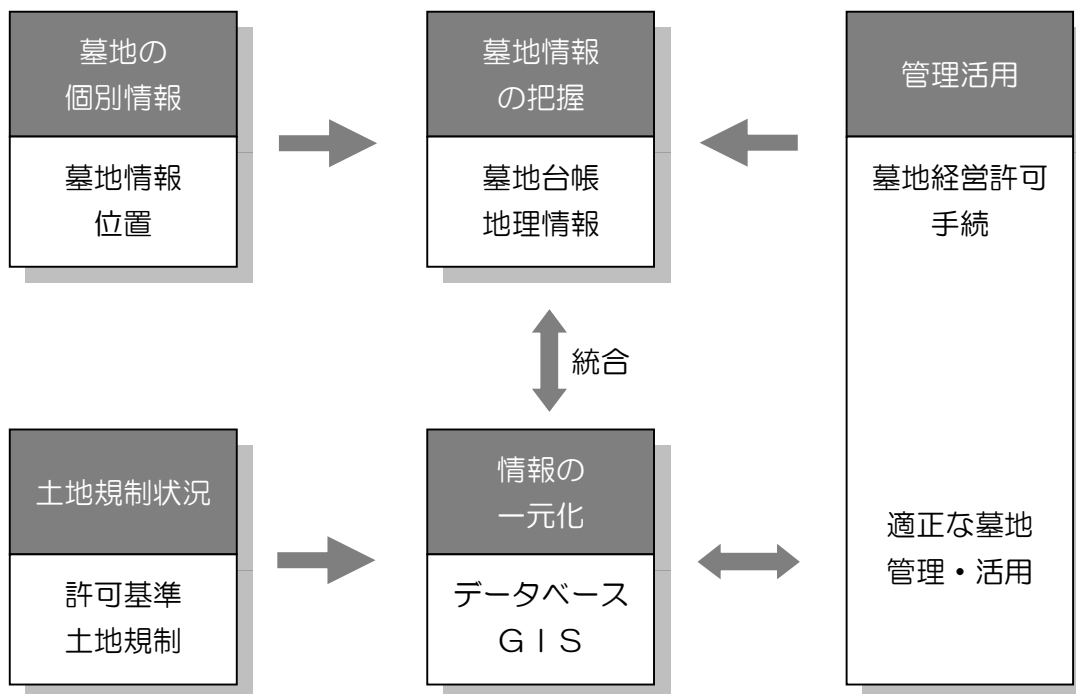 墓地の
個別情報
墓地情報
位置
墓地情報
の把握
墓地台帳
地理情報
管理活用
墓地経営許可
手続
適正な墓地
管理・活用
統合
土地規制状況
許可基準
土地規制
情報の
一元化
データベース
ＧＩＳ